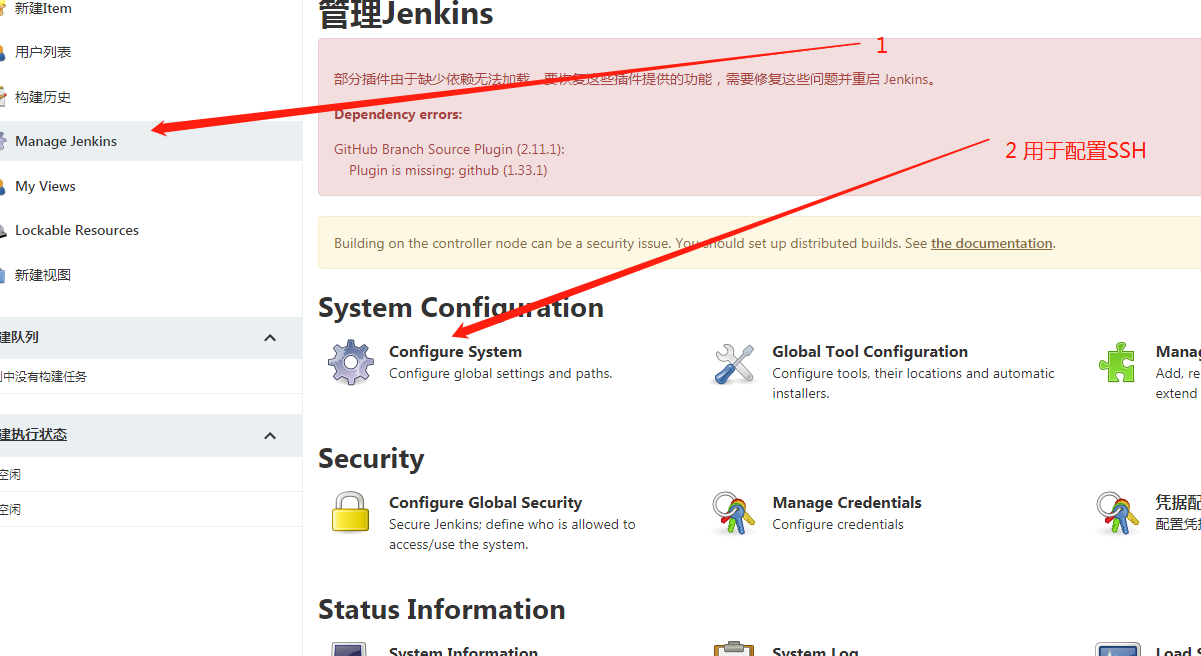 新建Item
用户列表
构建历史
Manage Jenkins
My Views
Lockable Resources
新建视图
建队列
列中没有构建任务
建执行状态
空闲
空闲
管理Jenkins
1
部分插件由于缺少依赖无法加载，要恢复这些插件提供的功能，需要修复这些问题并重启 Jenkins。
Dependency errors:
GitHub Branch Source Plugin (2.11.1):
Plugin is missing: github (1.33.1)
2 用于配置SSH
Building on the controller node can be a security issue. You should set up distributed builds. See the documentation.
System Configuration
Configure System
Configure global settings and paths.
Global Tool Configuration
Configure tools, their locations and automatic
installers.
Manag
Add, re
extend
Security
Configure Global Security
Secure Jenkins; define who is allowed to
access/use the system.
Manage Credentials
Configure credentials
凭据配
配置凭据
Status Information
System Information
System Log
Load S